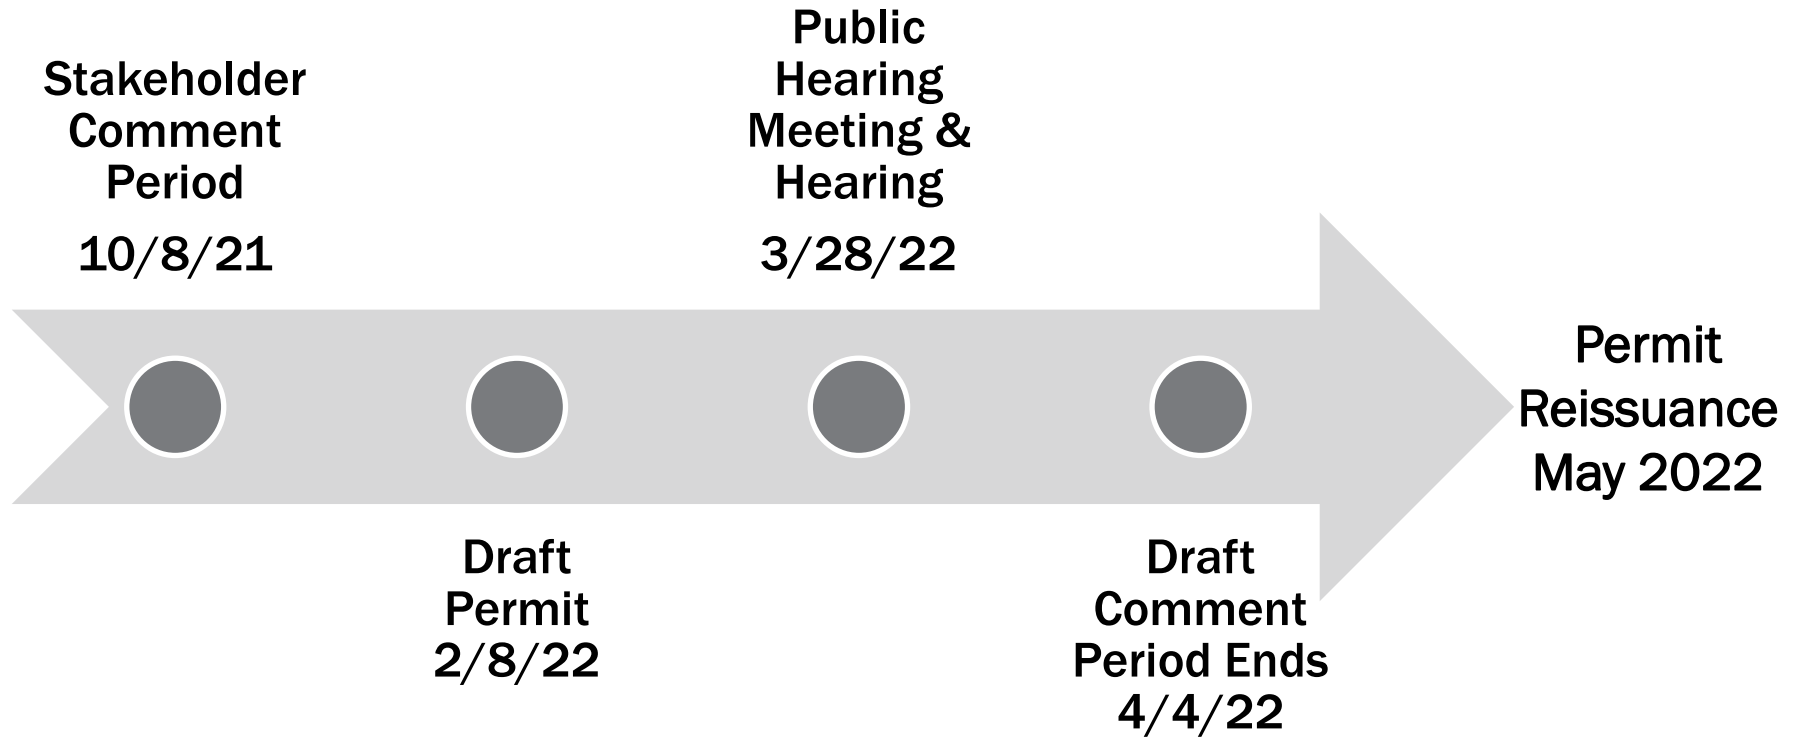 Stakeholder
Comment
Period
10/8/21
Draft
Permit
2/8/22
Public
Hearing
Meeting &
Hearing
3/28/22
Draft
Comment
Period Ends
4/4/22
Permit
Reissuance
May 2022